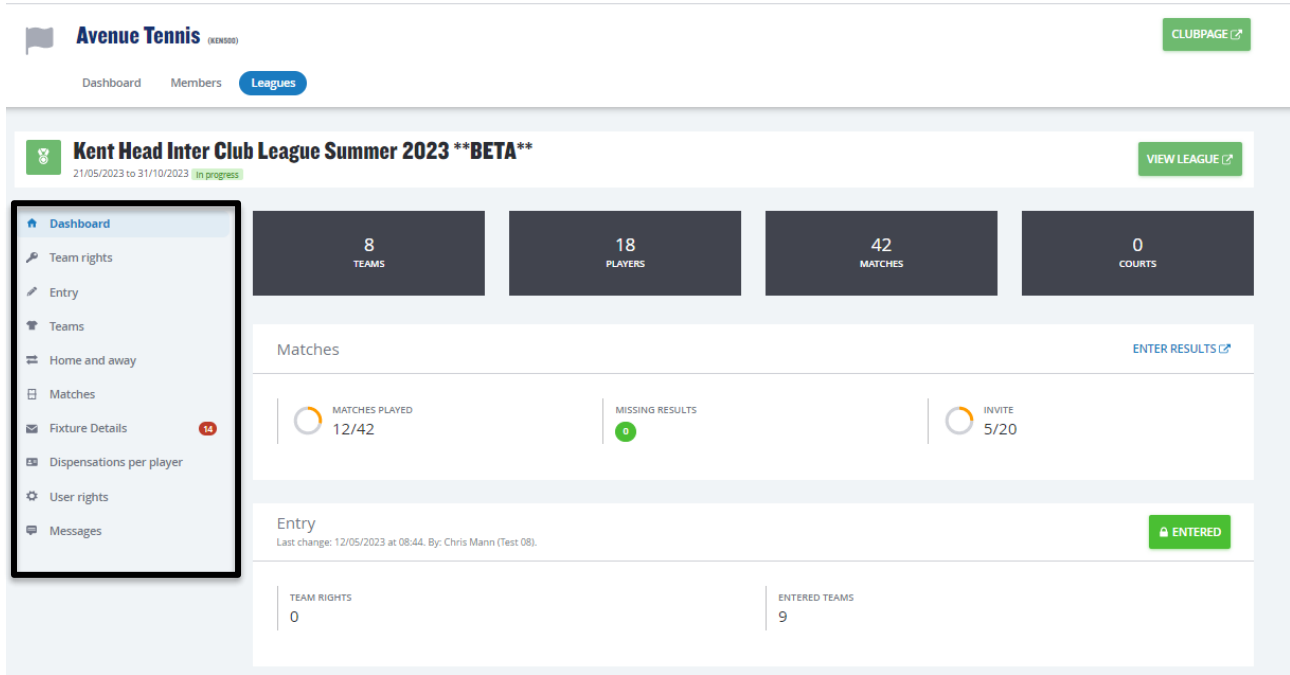 Avenue Tennis (KEN500)
CLUBPAGE
Dashboard Members Leagues
Kent Head Inter Club League Summer 2023 **BETA**
21/05/2023 to 31/10/2023 In progress
VIEW LEAGUE
Dashboard
Team rights
Entry
Teams
Home and away
Matches
Fixture Details 14
Dispensations per player
User rights
Messages
8
TEAMS
18
PLAYERS
42
MATCHES
0
COURTS
Matches
ENTER RESULTS
MATCHES PLAYED
12/42
MISSING RESULTS
0
INVITE
5/20
Entry
Last change: 12/05/2023 at 08:44. By: Chris Mann (Test 08).
ENTERED
TEAM RIGHTS
0
ENTERED TEAMS
9